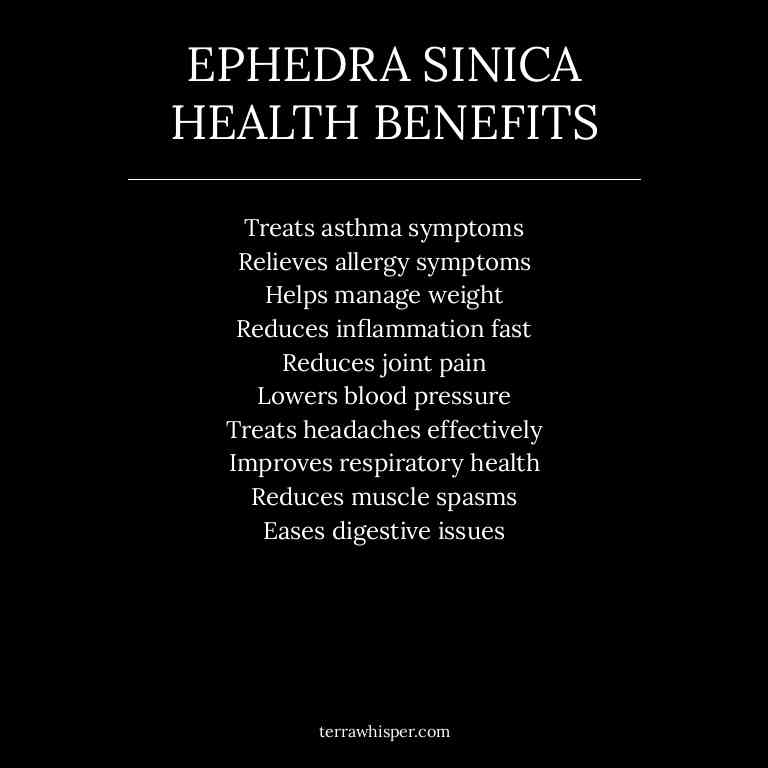 EPHEDRA SINICA
HEALTH BENEFITS
Treats asthma symptoms
Relieves allergy symptoms
Helps manage weight
Reduces inflammation fast
Reduces joint pain
Lowers blood pressure
Treats headaches effectively
Improves respiratory health
Reduces muscle spasms
Eases digestive issues
terrawhisper.com